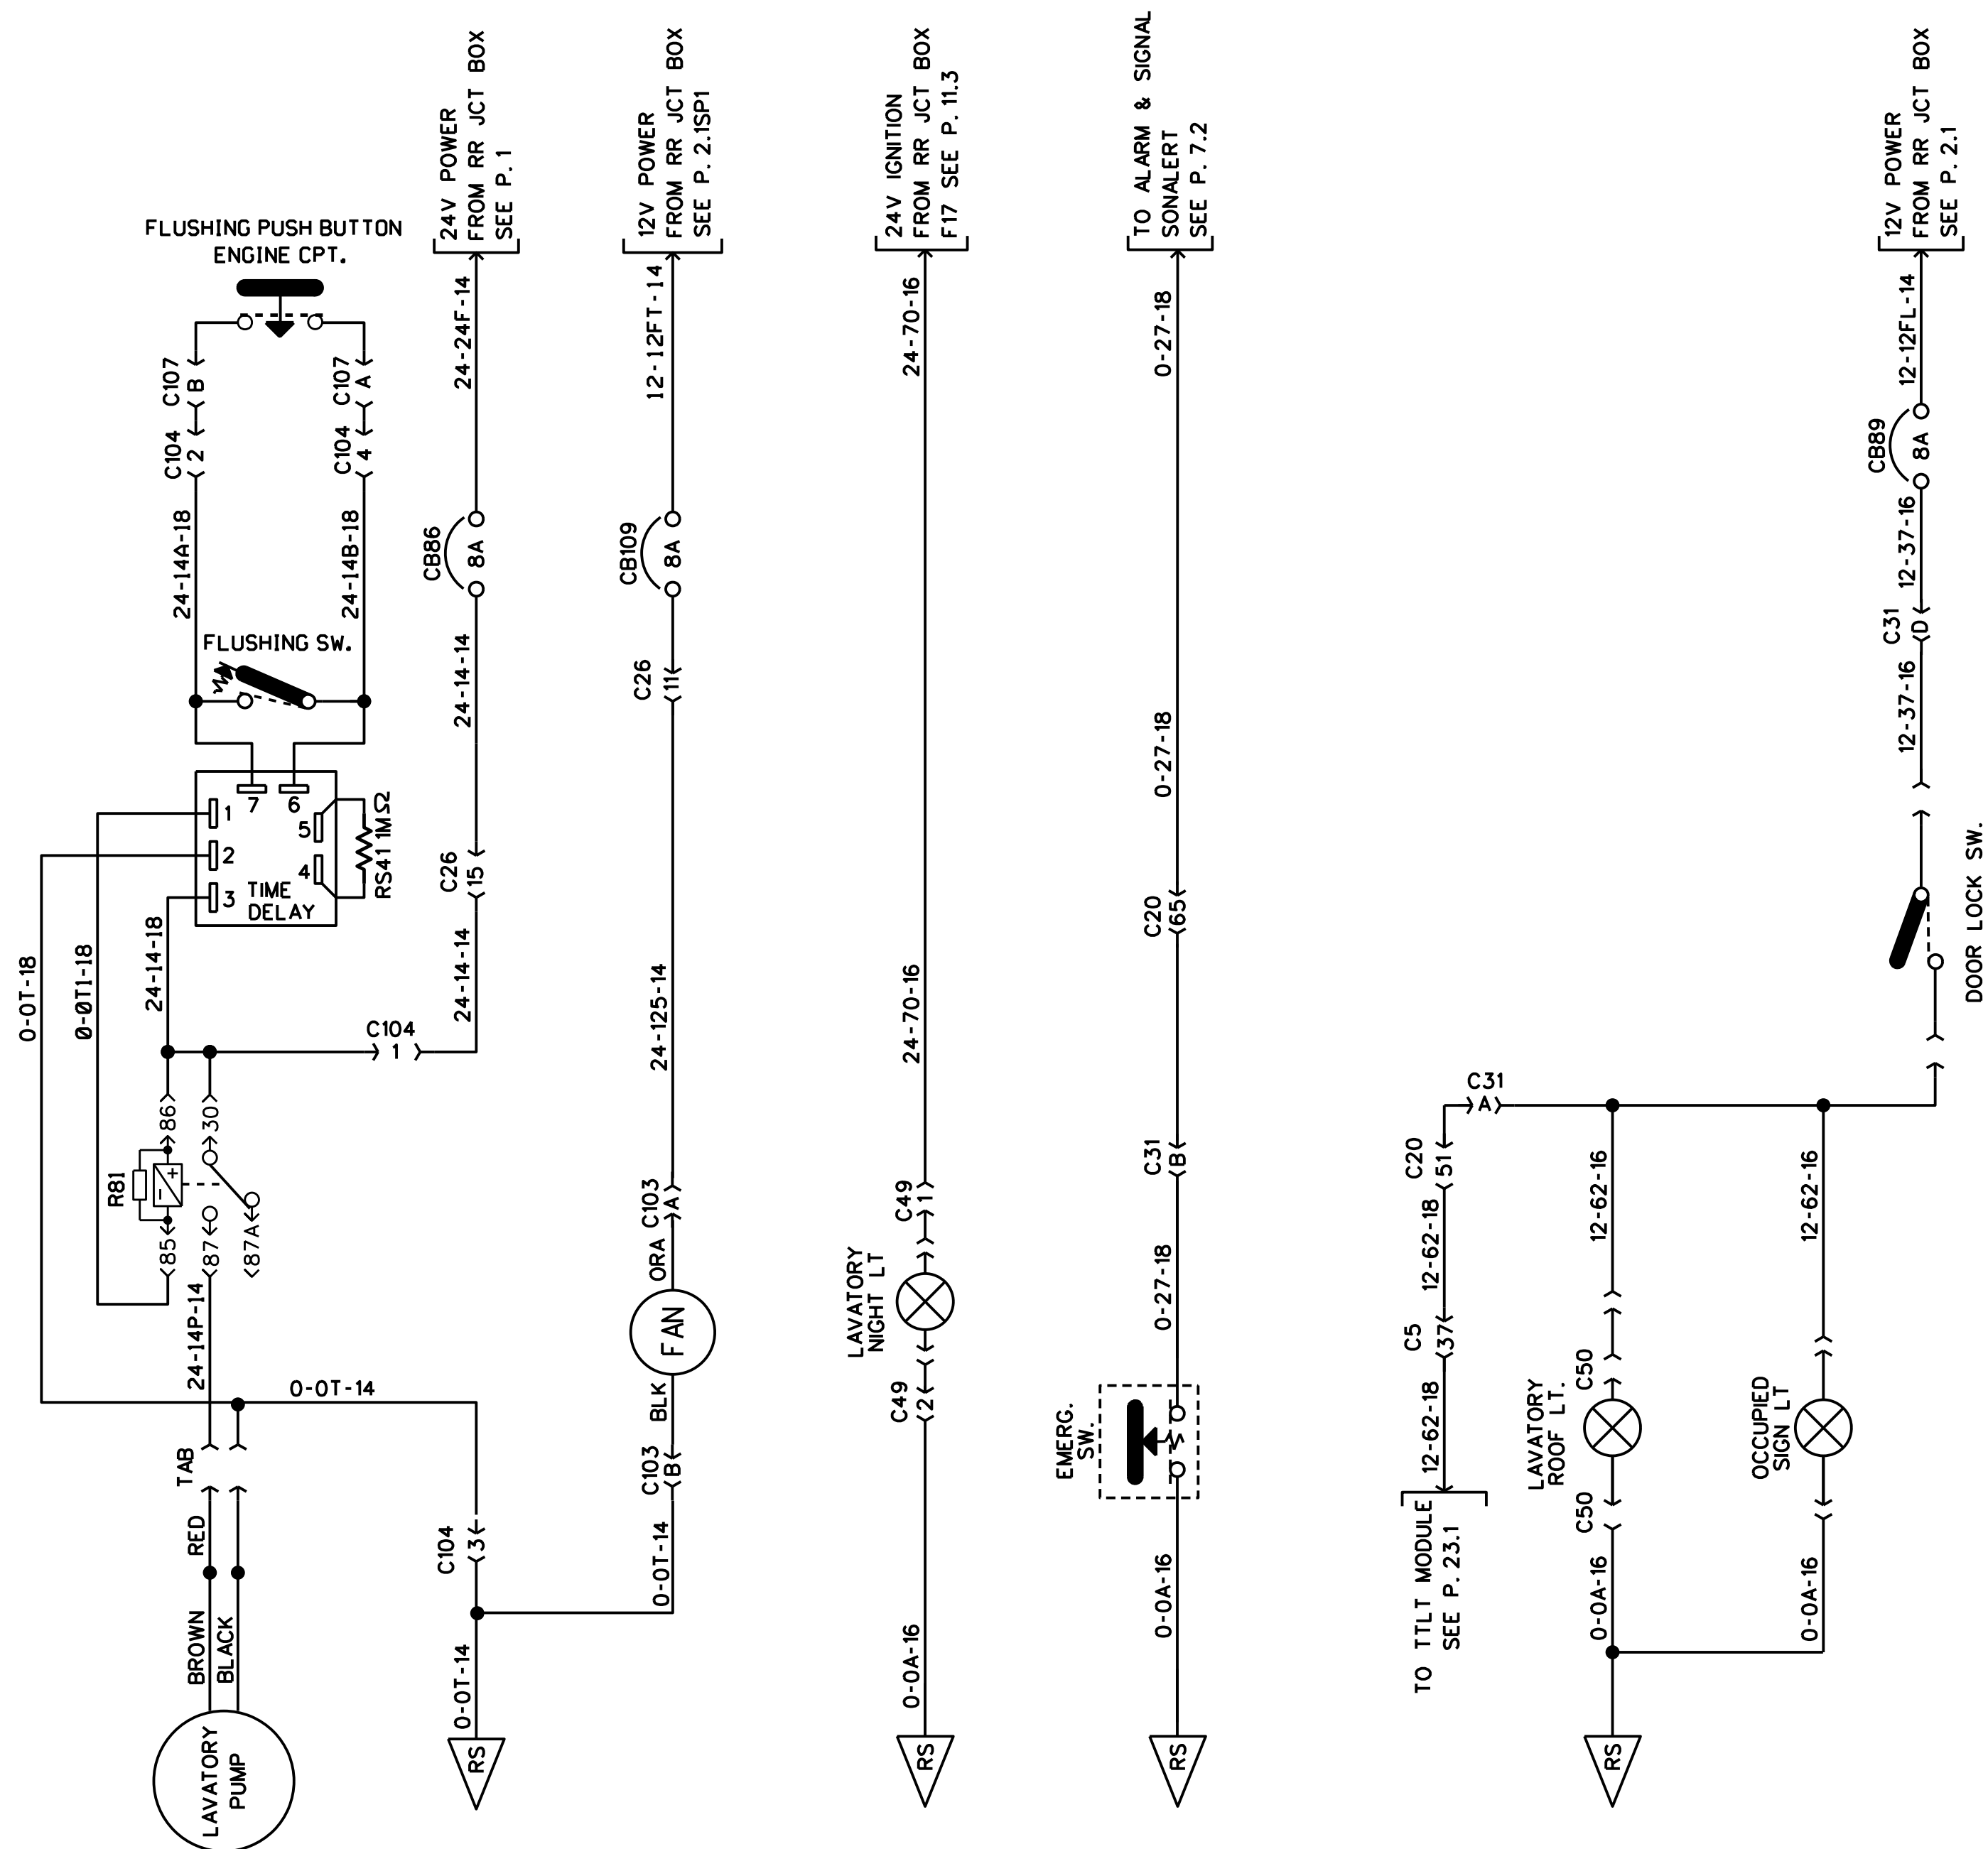 FLUSHING PUSH BUTTON
ENGINE CPT.
C107
B
C107
A
C104
2
C104
4
24-14A-18
24-14B-18
FLUSHING SW.
7
6
1
2
3
5
4
TIME
DELAY
RS41 1MΩ
0-0T-18
0-0T1-18
24-14-18
C104
1
86
30
R81
+
-
85
87
87A
24-14P-14
0-0T-14
TAB
RED
BROWN
BLACK
LAVATORY
PUMP
24V POWER
FROM RR JCT BOX
SEE P. 1
24-24F-14
CB86
8A
24-14-14
C26
15
24-14-14
C104
3
0-0T-14
RS
12V POWER
FROM RR JCT BOX
SEE P. 2.1SP1
12-12FT-14
CB109
8A
C26
11
24-125-14
C103
A
ORA
FAN
BLK
C103
B
0-0T-14
24V IGNITION
FROM RR JCT BOX
F17 SEE P. 11.3
24-70-16
24-70-16
C49
1
LAVATORY
NIGHT LT
C49
2
0-0A-16
RS
TO ALARM & SIGNAL
SONALERT
SEE P. 7.2
0-27-18
0-27-18
C20
65
C31
B
0-27-18
EMERG.
SW.
0-0A-16
RS
12V POWER
FROM RR JCT BOX
SEE P. 2.1
12-12FL-14
CB89
8A
12-37-16
C31
D
12-37-16
DOOR LOCK SW.
C31
A
C20
51
12-62-18
C5
37
12-62-18
TO TTLT MODULE
SEE P. 23.1
12-62-16
C50
LAVATORY
ROOF LT.
C50
0-0A-16
12-62-16
OCCUPIED
SIGN LT
0-0A-16
RS